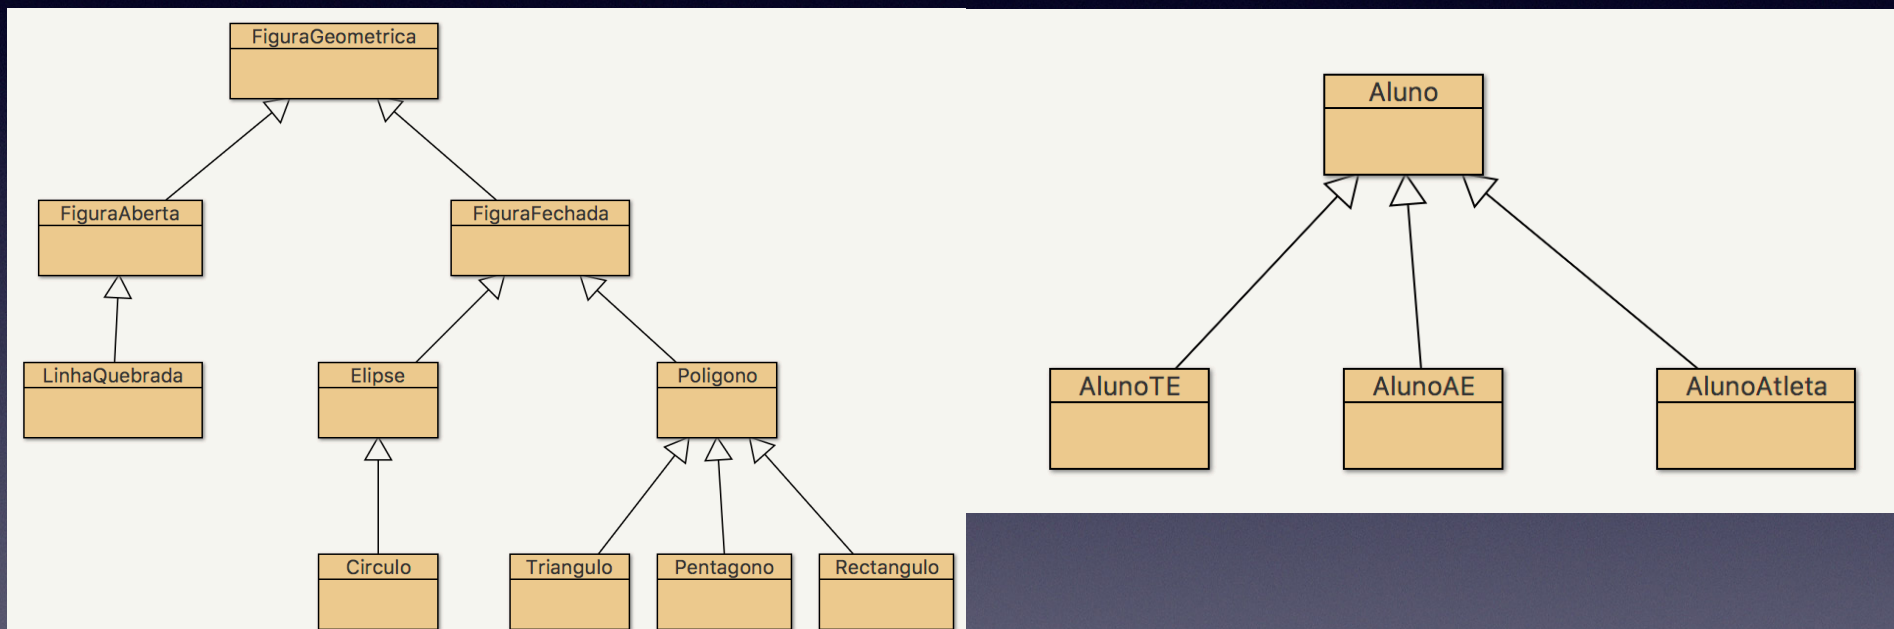 FiguraGeometrica
FiguraAberta
FiguraFechada
LinhaQuebrada
Elipse
Poligono
Circulo
Triangulo
Pentagono
Rectangulo
Aluno
AlunoTE
AlunoAE
AlunoAtleta